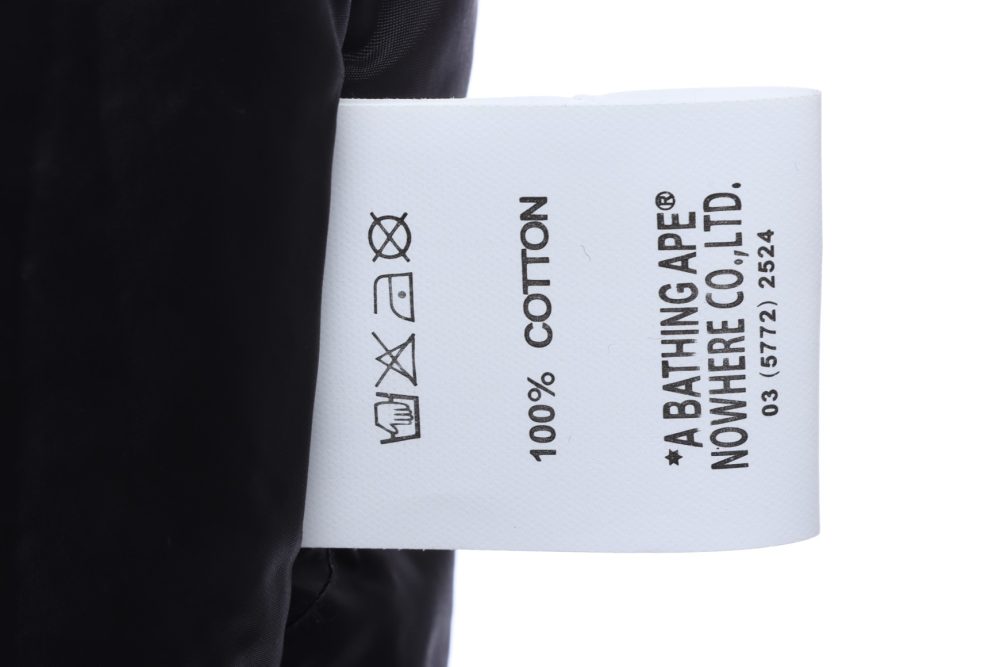 100% COTTON
*A BATHING APE®
NOWHERE CO.,LTD.
03 (5772) 2524